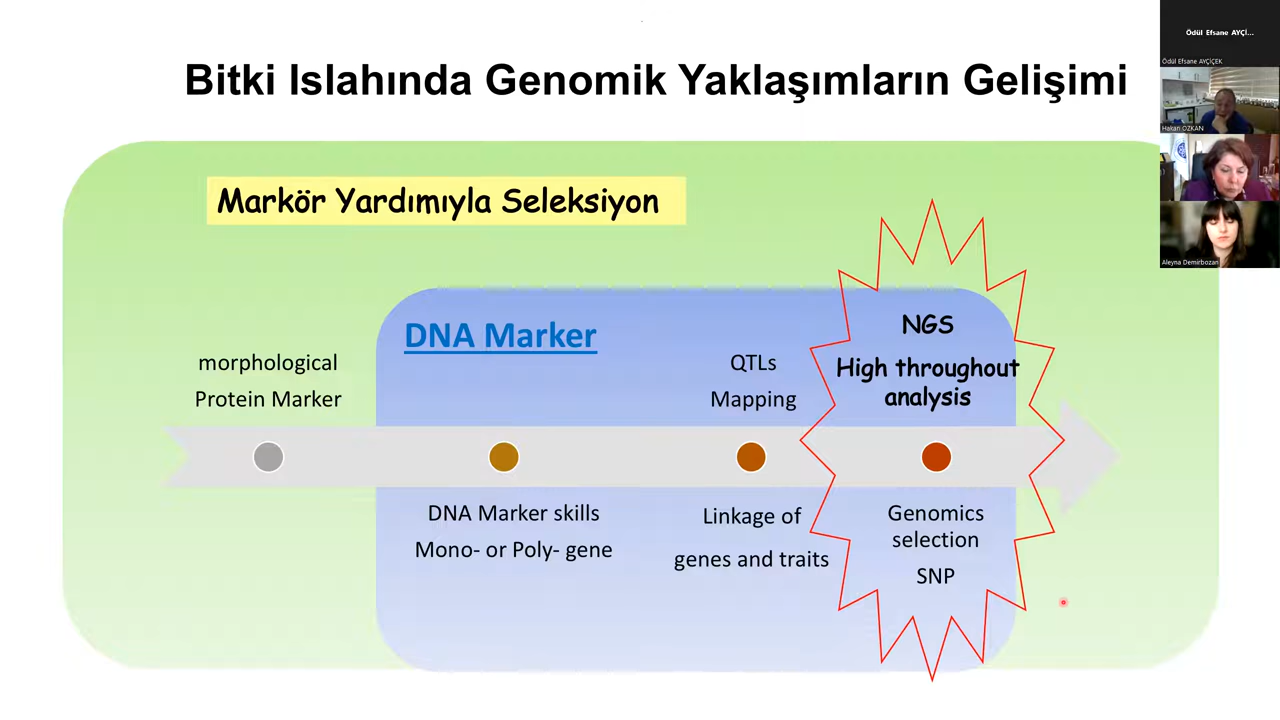 Bitki Islahında Genomik Yaklaşımların Gelişimi
Markör Yardımıyla Seleksiyon
DNA Marker
morphological
Protein Marker
DNA Marker skills
Mono- or Poly- gene
QTLs
Mapping
Linkage of
genes and traits
NGS
High throughout
analysis
Genomics
selection
SNP
Ödül Efsane AYÇİ...
Ödül Efsane AYÇİÇEK
Hakan ÖZKAN
Aleyna Demirbozan